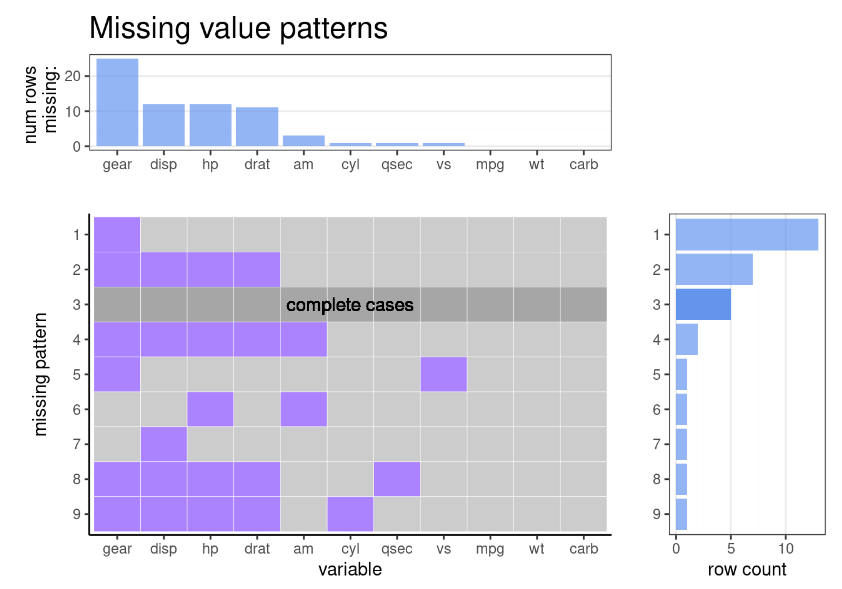 Missing value patterns
num rows
missing:
20
10
0
gear disp hp drat am cyl qsec vs mpg wt carb
missing pattern
1
2
3 complete cases
4
5
6
7
8
9
gear disp hp drat am cyl qsec vs mpg wt carb
variable
1
2
3
4
5
6
7
8
9
0 5 10
row count